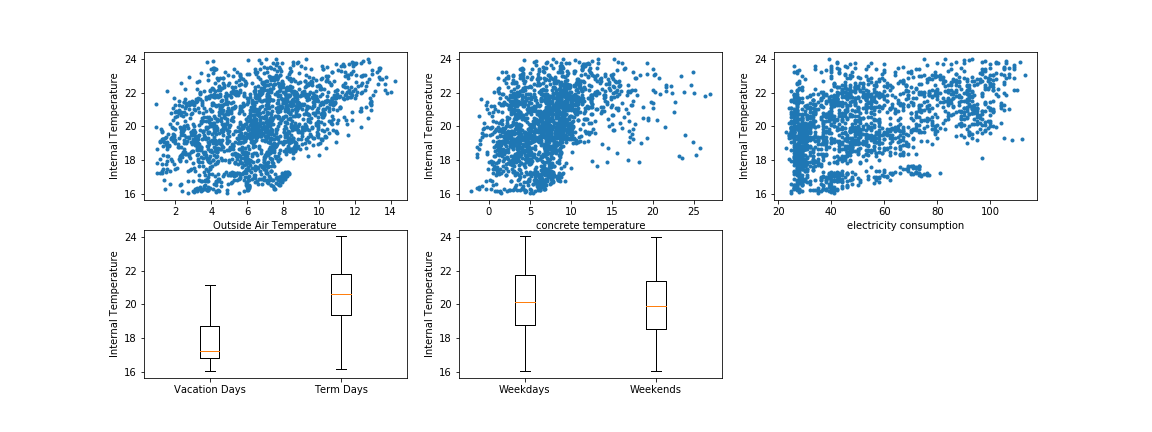 24
22
20
18
16
Internal Temperature
2 4 6 8 10 12 14
Outside Air Temperature
24
22
20
18
16
Internal Temperature
0 5 10 15 20 25
concrete temperature
24
22
20
18
16
Internal Temperature
20 40 60 80 100
electricity consumption
24
22
20
18
16
Internal Temperature
Vacation Days Term Days
24
22
20
18
16
Internal Temperature
Weekdays Weekends